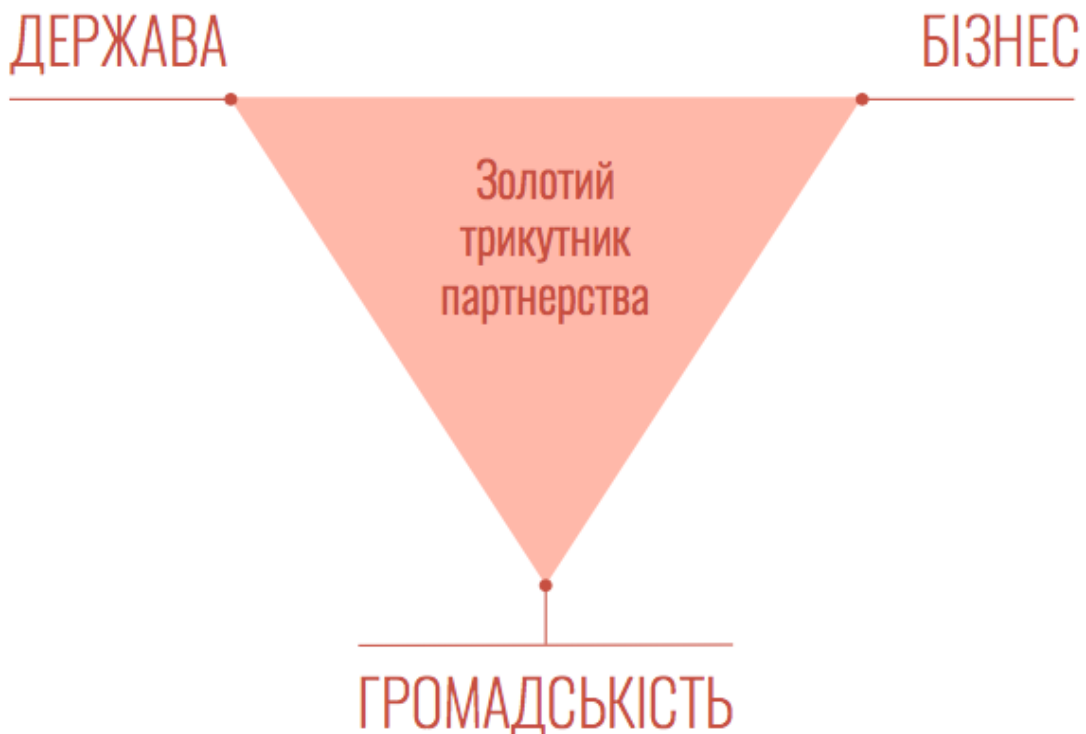 ДЕРЖАВА
БІЗНЕС
Золотий
трикутник
партнерства
ГРОМАДСЬКІСТЬ